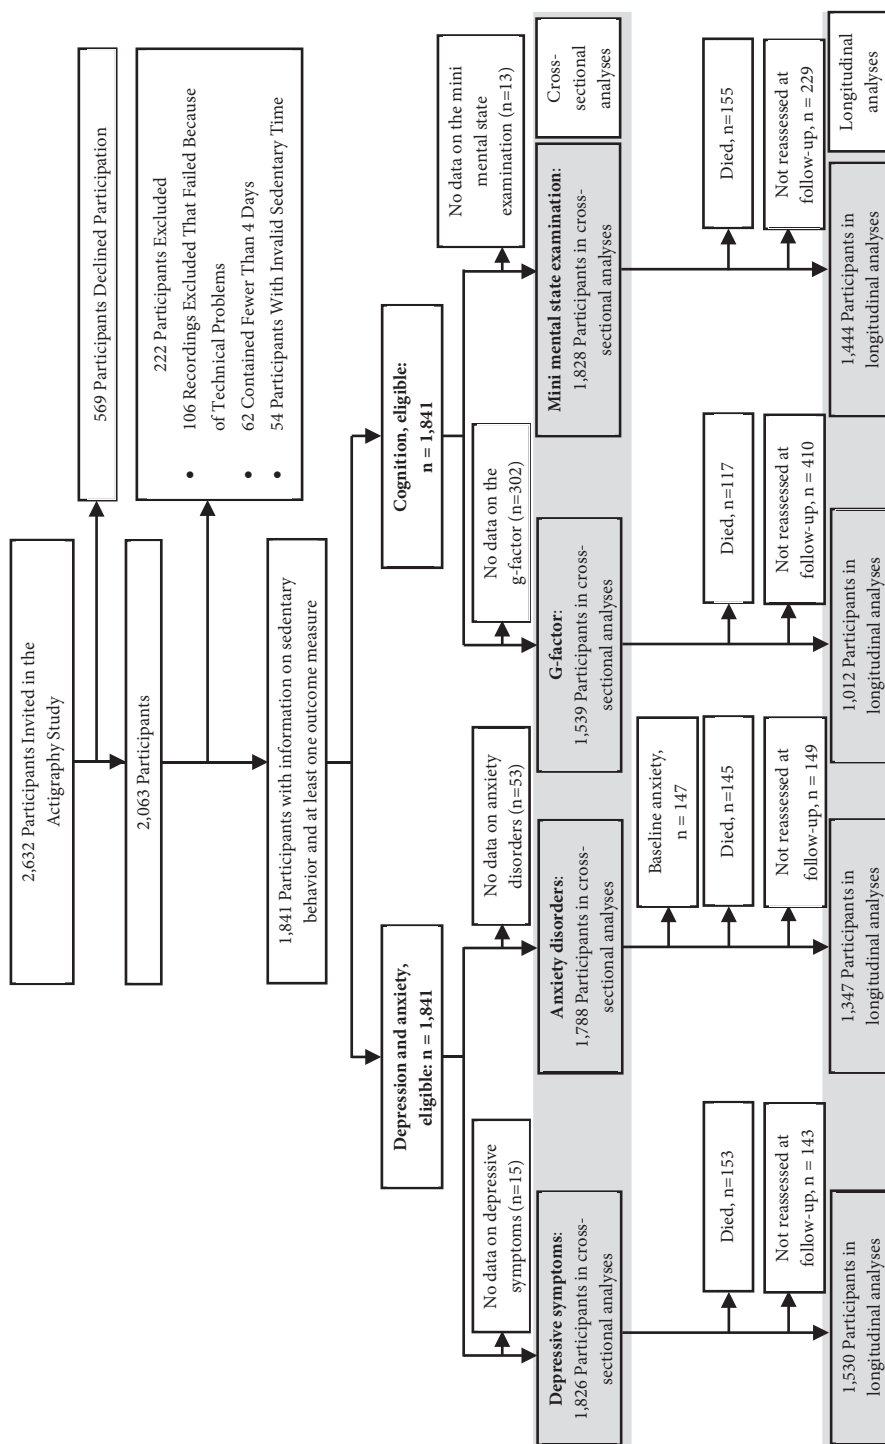 2,632 Participants Invited in the
Actigraphy Study
569 Participants Declined Participation
2,063 Participants
222 Participants Excluded
• 106 Recordings Excluded That Failed Because
of Technical Problems
• 62 Contained Fewer Than 4 Days
• 54 Participants With Invalid Sedentary Time
1,841 Participants with information on sedentary
behavior and at least one outcome measure
Depression and anxiety,
eligible: n = 1,841
Cognition, eligible:
n = 1,841
No data on depressive
symptoms (n=15)
No data on anxiety
disorders (n=53)
No data on the
g-factor (n=302)
No data on the mini
mental state
examination (n=13)
Depressive symptoms:
1,826 Participants in cross-
sectional analyses
Anxiety disorders:
1,788 Participants in cross-
sectional analyses
G-factor:
1,539 Participants in cross-
sectional analyses
Mini mental state examination:
1,828 Participants in cross-
sectional analyses
Cross-
sectional
analyses
Baseline anxiety,
n = 147
Died, n=153
Died, n=145
Died, n=117
Died, n=155
Not reassessed at
follow-up, n = 143
Not reassessed at
follow-up, n = 149
Not reassessed at
follow-up, n = 410
Not reassessed at
follow-up, n = 229
1,530 Participants in
longitudinal analyses
1,347 Participants in
longitudinal analyses
1,012 Participants in
longitudinal analyses
1,444 Participants in
longitudinal analyses
Longitudinal
analyses